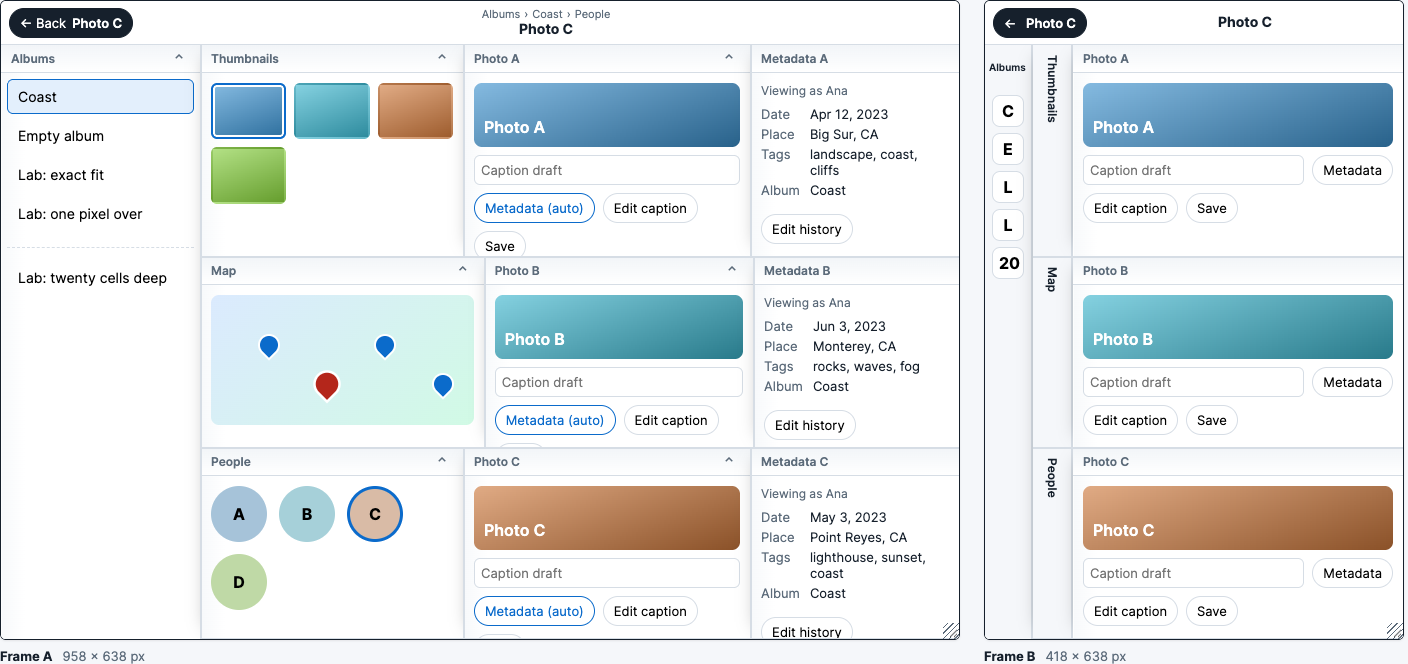 ← Back Photo C
Albums › Coast › People
Photo C
Albums
Coast
Empty album
Lab: exact fit
Lab: one pixel over
Lab: twenty cells deep
Thumbnails
Photo A
Photo A
Caption draft
Metadata (auto) Edit caption
Save
Metadata A
Viewing as Ana
Date Apr 12, 2023
Place Big Sur, CA
Tags landscape, coast,
cliffs
Album Coast
Edit history
Map
Photo B
Photo B
Caption draft
Metadata (auto) Edit caption
Metadata B
Viewing as Ana
Date Jun 3, 2023
Place Monterey, CA
Tags rocks, waves, fog
Album Coast
Edit history
People
A B C
D
Photo C
Photo C
Caption draft
Metadata (auto) Edit caption
Metadata C
Viewing as Ana
Date May 3, 2023
Place Point Reyes, CA
Tags lighthouse, sunset,
coast
Album Coast
Edit history
Frame A 958 × 638 px
← Photo C
Photo C
Albums
C
E
L
L
20
Thumbnails
Photo A
Photo A
Caption draft Metadata
Edit caption Save
Map
Photo B
Photo B
Caption draft Metadata
Edit caption Save
People
Photo C
Photo C
Caption draft Metadata
Edit caption Save
Frame B 418 × 638 px